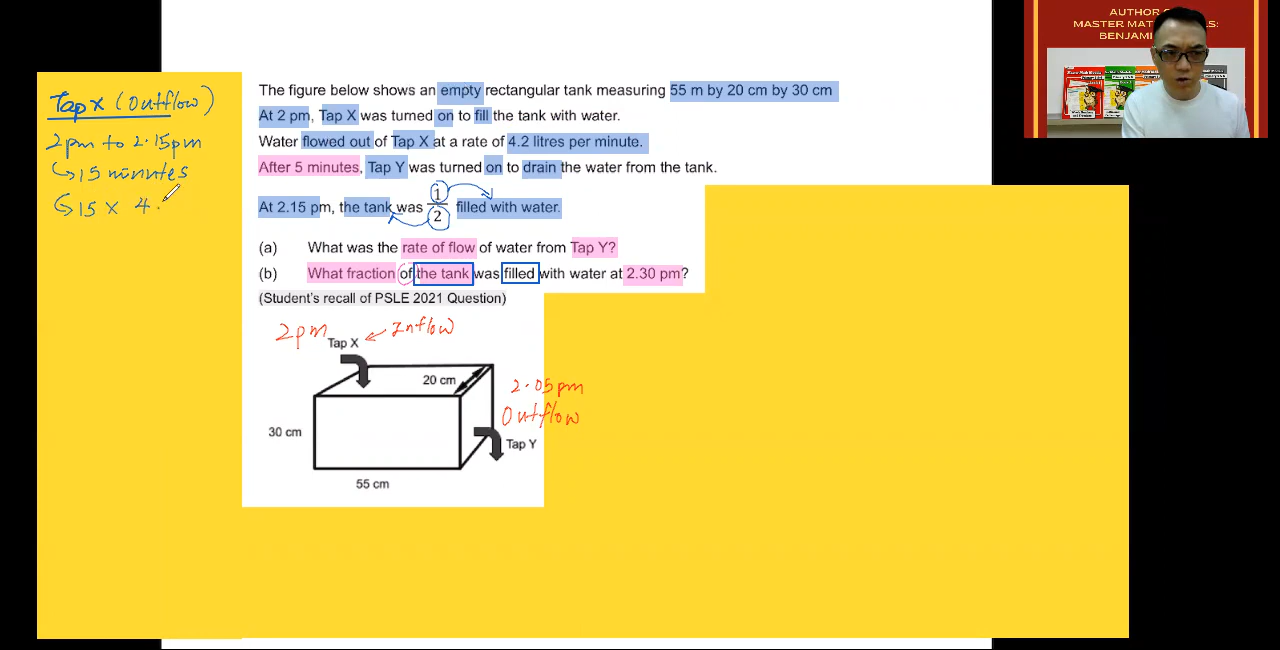 AUTHOR
MASTER MAT
BENJAMI
Tap X (Outflow)
2pm to 2.15pm
↳15 minutes
↳15 × 4.
The figure below shows an empty rectangular tank measuring 55 m by 20 cm by 30 cm
At 2 pm, Tap X was turned on to fill the tank with water.
Water flowed out of Tap X at a rate of 4.2 litres per minute.
After 5 minutes, Tap Y was turned on to drain the water from the tank.
At 2.15 pm, the tank was 1/2 filled with water.
(a) What was the rate of flow of water from Tap Y?
(b) What fraction of the tank was filled with water at 2.30 pm?
(Student's recall of PSLE 2021 Question)
2pm
Inflow
Tap X
20 cm
2.05pm
Outflow
30 cm
Tap Y
55 cm